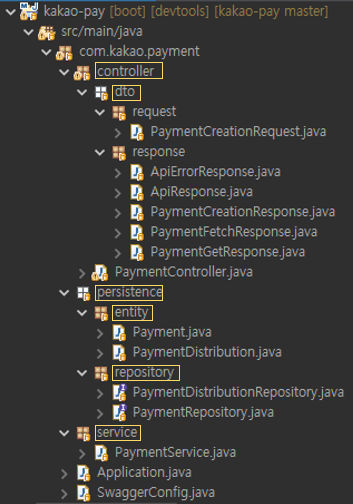 kakao-pay [boot] [devtools] [kakao-pay master]
src/main/java
com.kakao.payment
controller
dto
request
PaymentCreationRequest.java
response
ApiErrorResponse.java
ApiResponse.java
PaymentCreationResponse.java
PaymentFetchResponse.java
PaymentGetResponse.java
PaymentController.java
persistence
entity
Payment.java
PaymentDistribution.java
repository
PaymentDistributionRepository.java
PaymentRepository.java
service
PaymentService.java
Application.java
SwaggerConfig.java